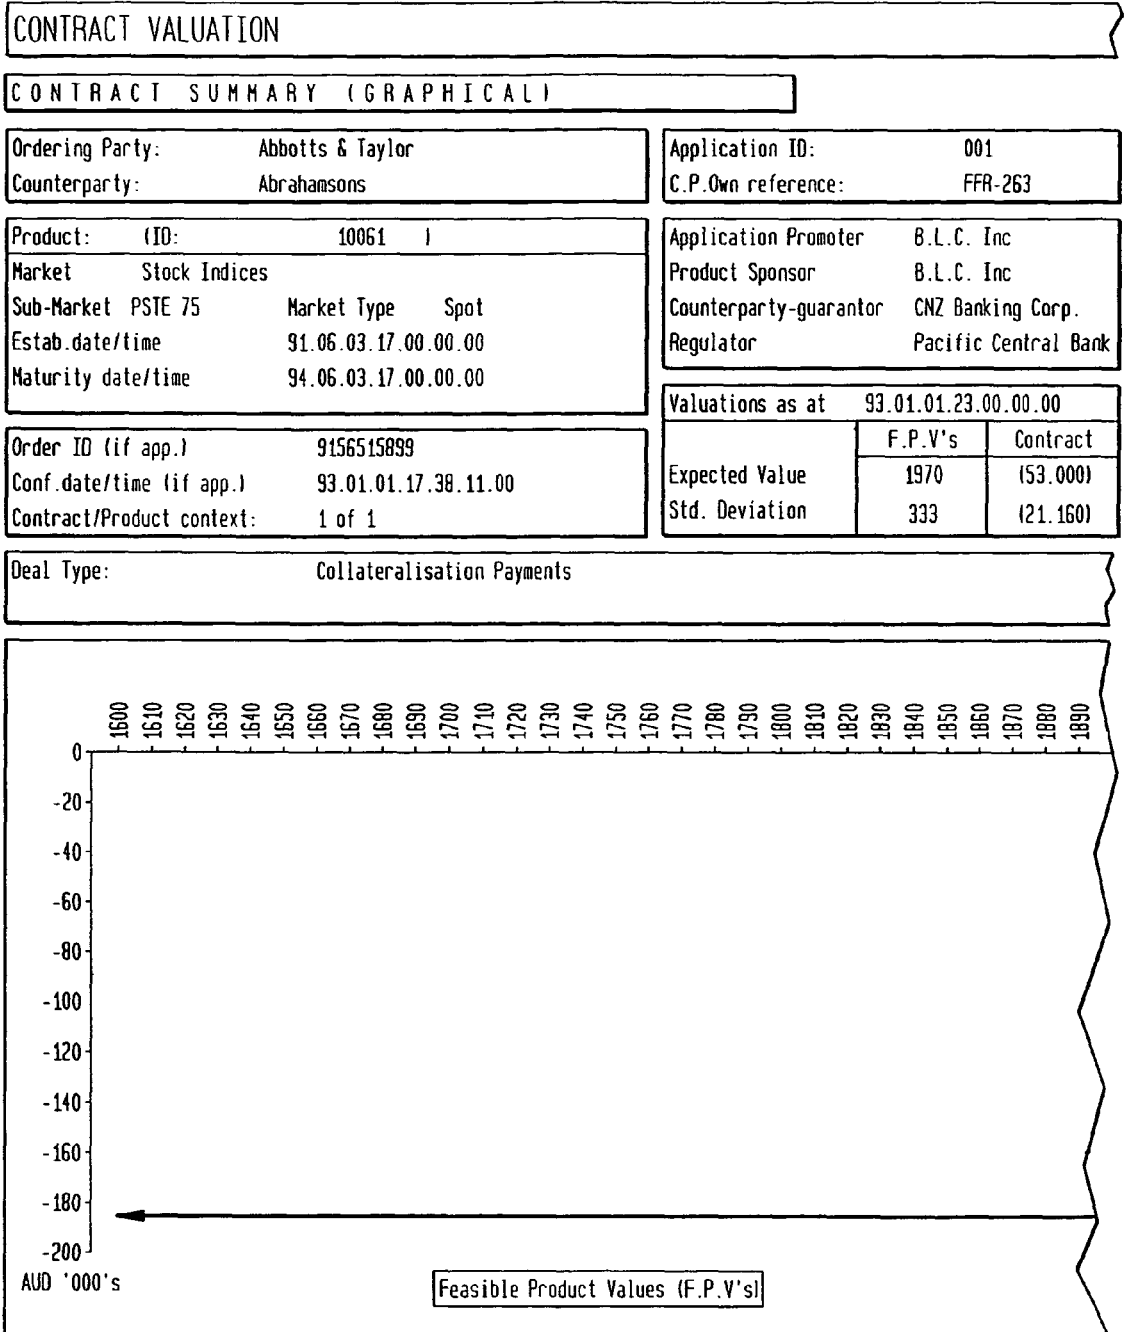 CONTRACT VALUATION
CONTRACT SUMMARY (GRAPHICAL)
Ordering Party: Abbotts & Taylor
Counterparty: Abrahamsons
Application ID: 001
C.P.Own reference: FFR-263
Product: (ID: 10061 )
Market Stock Indices
Sub-Market PSTE 75 Market Type Spot
Estab.date/time 91.06.03.17.00.00.00
Maturity date/time 94.06.03.17.00.00.00
Application Promoter B.L.C. Inc
Product Sponsor B.L.C. Inc
Counterparty-guarantor CNZ Banking Corp.
Regulator Pacific Central Bank
Order ID (if app.) 9156515899
Conf.date/time (if app.) 93.01.01.17.38.11.00
Contract/Product context: 1 of 1
Valuations as at 93.01.01.23.00.00.00
F.P.V's Contract
Expected Value 1970 (53.000)
Std. Deviation 333 (21.160)
Deal Type: Collateralisation Payments
1600 1610 1620 1630 1640 1650 1660 1670 1680 1690 1700 1710 1720 1730 1740 1750 1760 1770 1780 1790 1800 1810 1820 1830 1840 1850 1860 1870 1880 1890
0
-20
-40
-60
-80
-100
-120
-140
-160
-180
-200
AUD '000's
Feasible Product Values (F.P.V's)